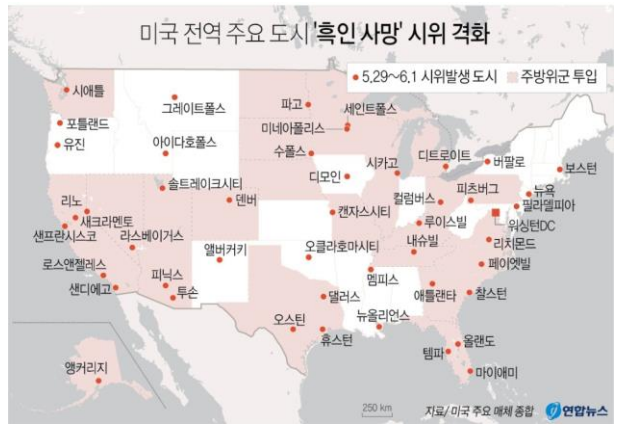 미국 전역 주요 도시 '흑인 사망' 시위 격화
5,29~6,1 시위발생 도시 주방위군 투입
시애틀
그레이트폴스
파고
세인트폴스
포틀랜드
미네아폴리스
유진
아이다호폴스
수폴스
시카고
디트로이트
버팔로
보스턴
디모인
솔트레이크시티
덴버
컬럼버스
피츠버그
뉴욕
필라델피아
리노
새크라멘토
캔자스시티
루이스빌
워싱턴DC
샌프란시스코
라스베이거스
앨버커키
오클라호마시티
내슈빌
리치몬드
페이엣빌
로스앤젤레스
피닉스
멤피스
샌디에고
투손
댈러스
애틀랜타
찰스턴
오스틴
뉴올리언스
휴스턴
올랜도
템파
앵커리지
마이애미
250 km
자료/ 미국 주요 매체 종합
연합뉴스